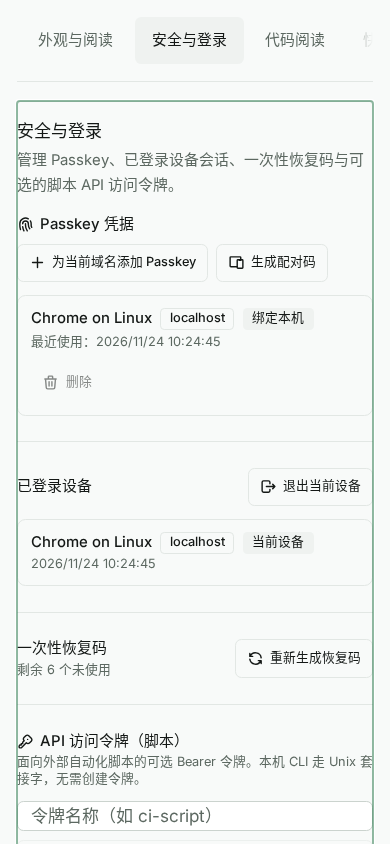 外观与阅读
安全与登录
代码阅读
安全与登录
管理 Passkey、已登录设备会话、一次性恢复码与可
选的脚本 API 访问令牌。
Passkey 凭据
为当前域名添加 Passkey
生成配对码
Chrome on Linux localhost 绑定本机
最近使用：2026/11/24 10:24:45
删除
已登录设备
退出当前设备
Chrome on Linux localhost 当前设备
2026/11/24 10:24:45
一次性恢复码
剩余 6 个未使用
重新生成恢复码
API 访问令牌（脚本）
面向外部自动化脚本的可选 Bearer 令牌。本机 CLI 走 Unix 套
接字，无需创建令牌。
令牌名称（如 ci-script）